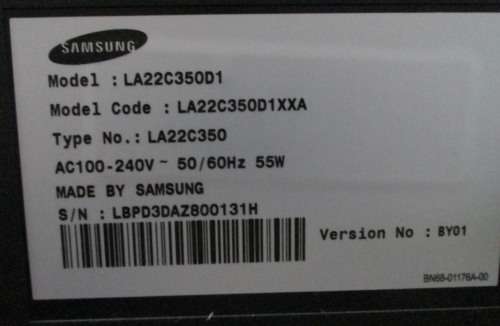 SAMSUNG
Model : LA22C350D1
Model Code : LA22C350D1XXA
Type No.: LA22C350
AC100-240V ~ 50/60Hz 55W
MADE BY SAMSUNG
S/N : LBPD3DAZ800131H
Version No : BY01
BN68-01176A-00